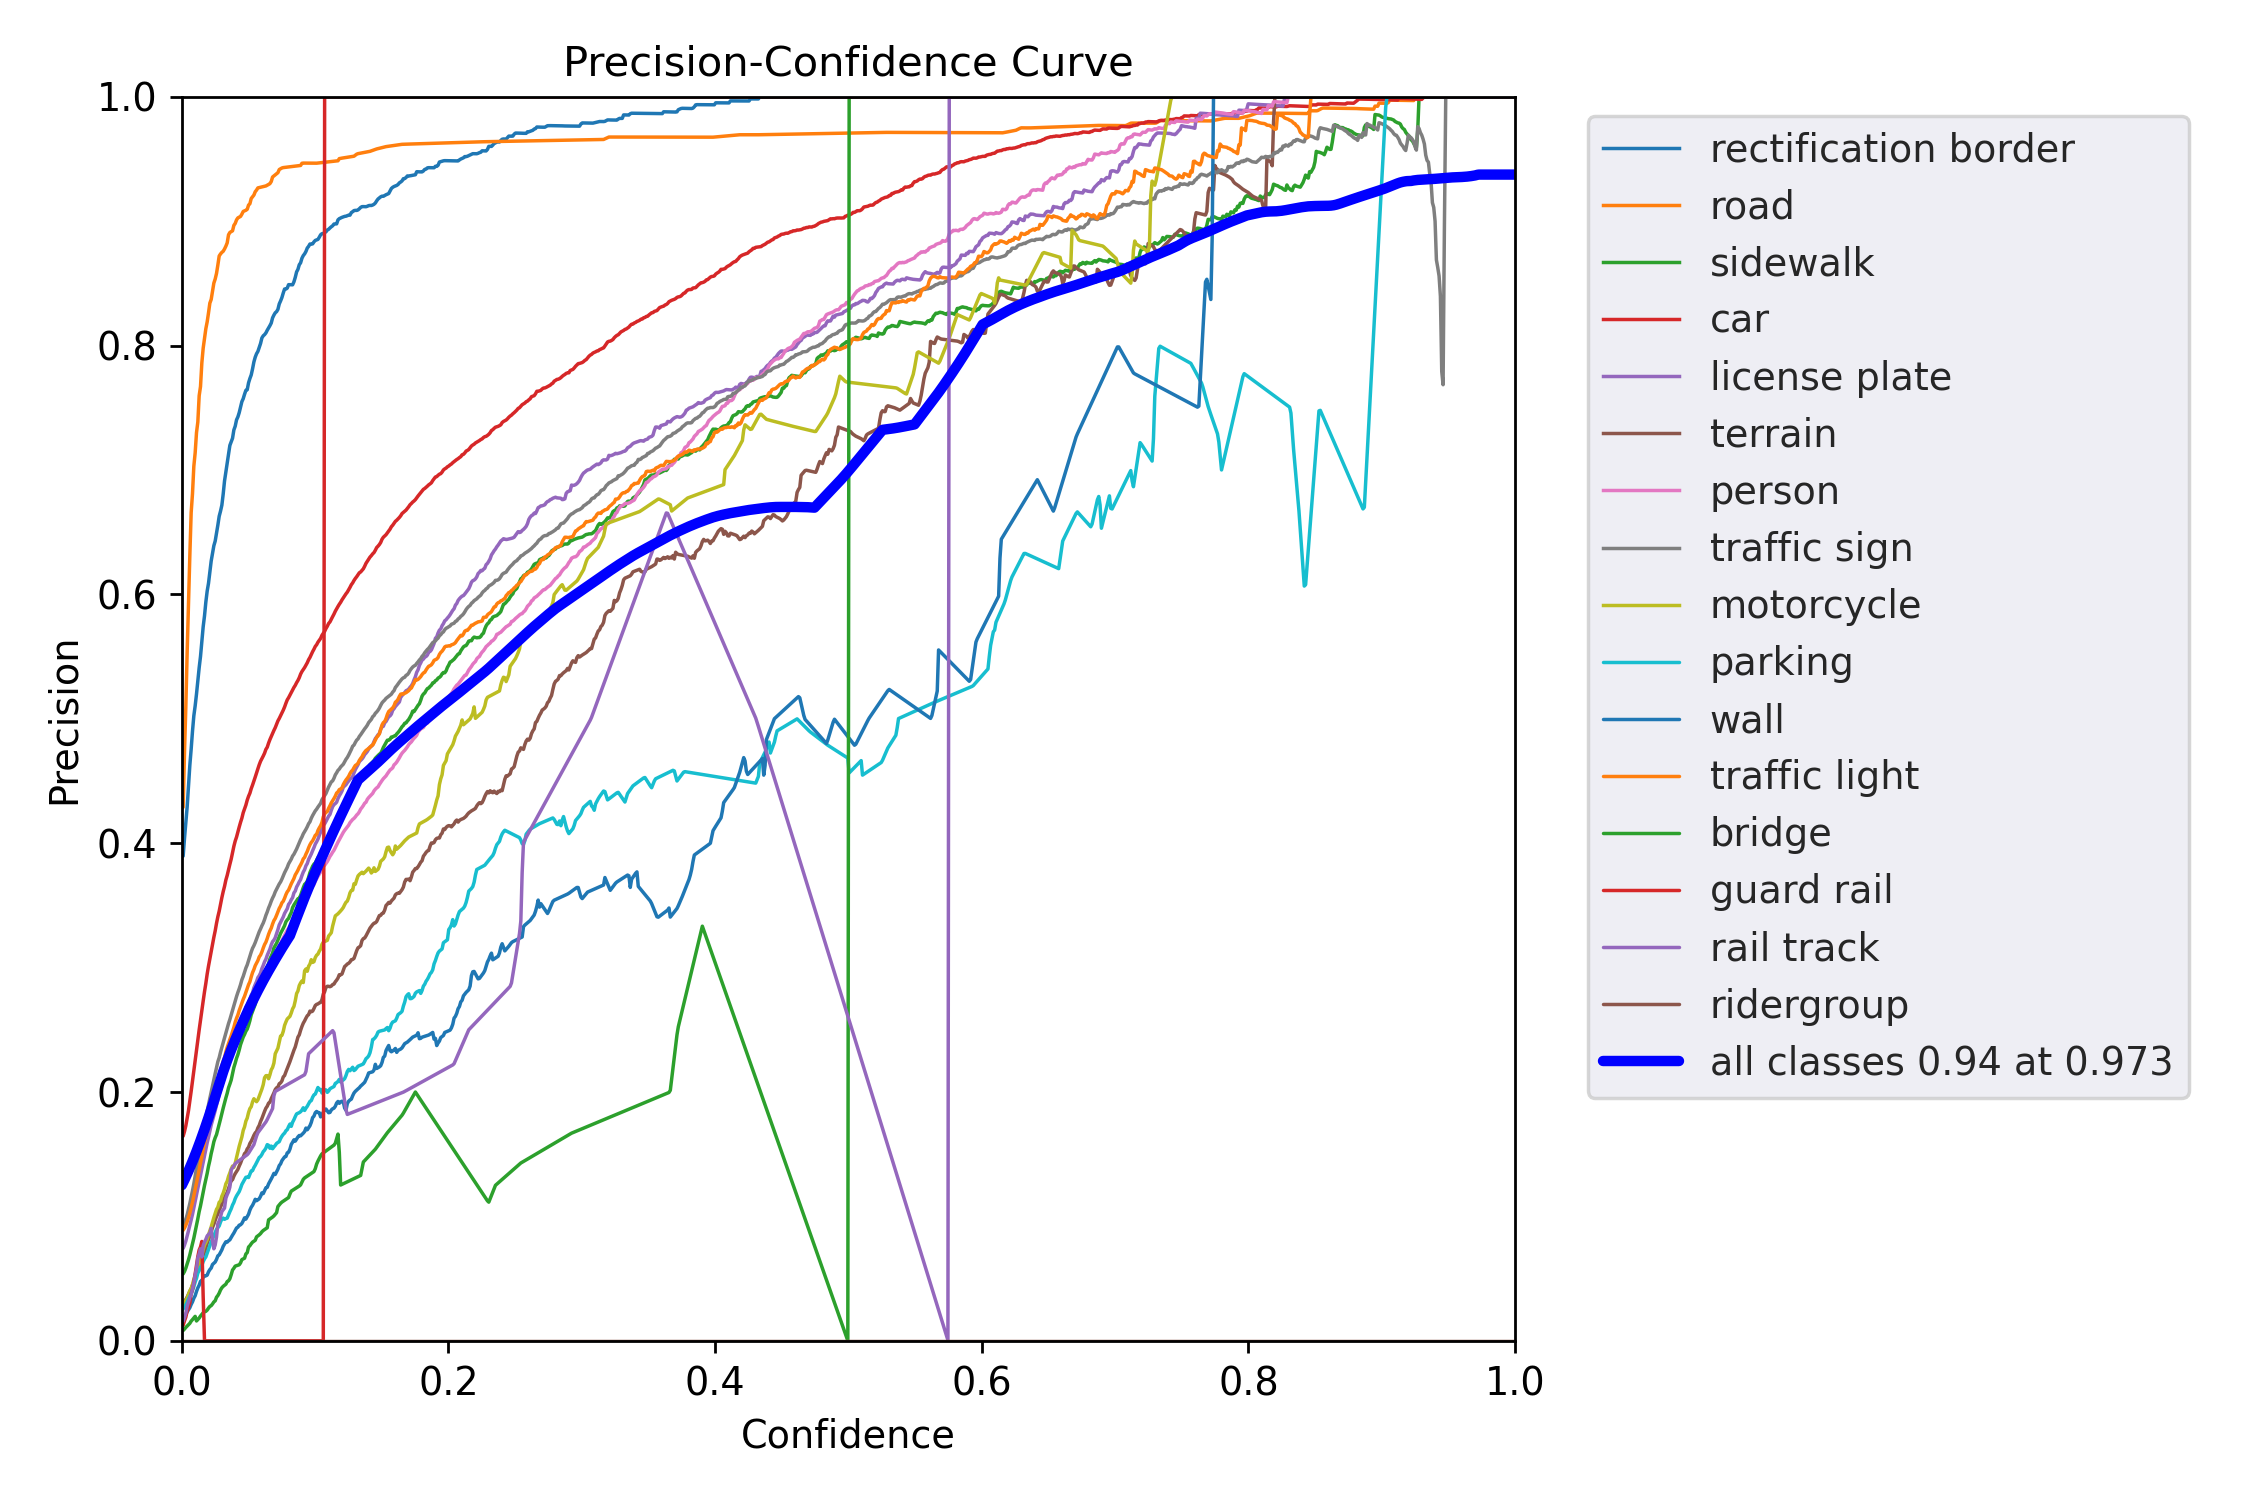 Precision-Confidence Curve
1.0
0.8
0.6
0.4
0.2
0.0
Precision
0.0 0.2 0.4 0.6 0.8 1.0
Confidence
rectification border
road
sidewalk
car
license plate
terrain
person
traffic sign
motorcycle
parking
wall
traffic light
bridge
guard rail
rail track
ridergroup
all classes 0.94 at 0.973